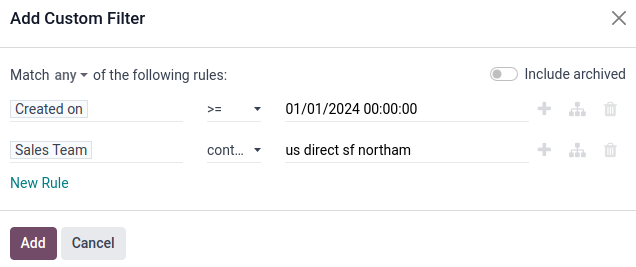 Add Custom Filter
Match any of the following rules: Include archived
Created on >= 01/01/2024 00:00:00
Sales Team cont... us direct sf northam
New Rule
Add Cancel